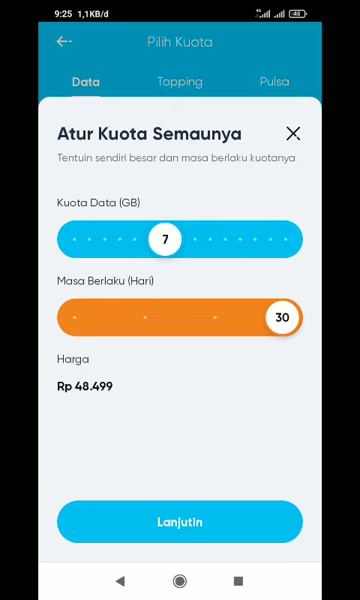 9:25 1,1KB/d 48
Pilih Kuota
Data Topping Pulsa
Atur Kuota Semaunya
Tentuin sendiri besar dan masa berlaku kuotanya
Kuota Data (GB)
7
Masa Berlaku (Hari)
30
Harga
Rp 48.499
Lanjutin